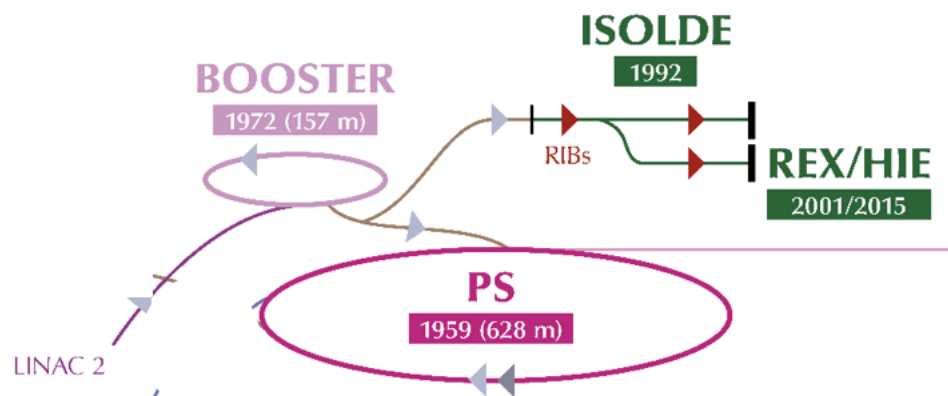 ISOLDE
1992
BOOSTER
1972 (157 m)
RIBs
REX/HIE
2001/2015
PS
1959 (628 m)
LINAC 2